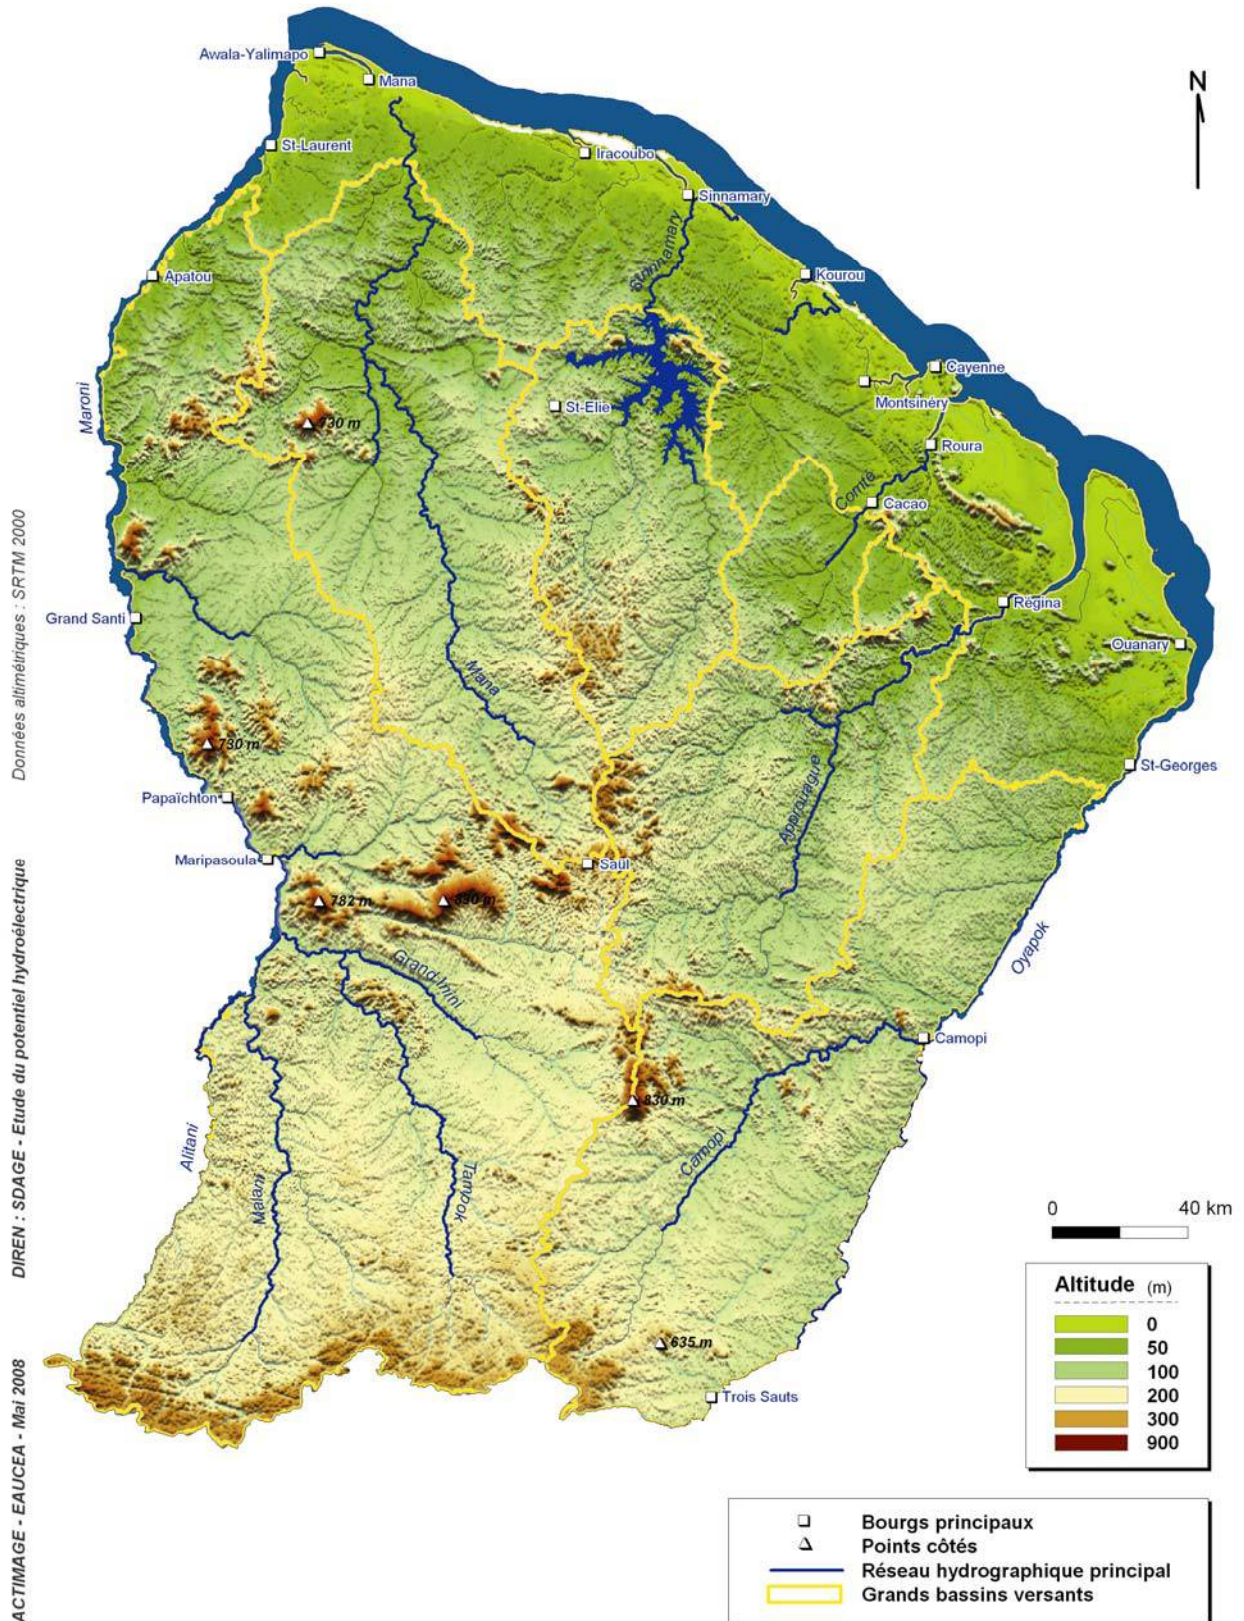 Awala-Yalimapo
Mana
N
St-Laurent
Iracoubo
Sinnamary
Sinnamary
Apatou
Kourou
Cayenne
Maroni
St-Elie
Montsinéry
730 m
Roura
Comté
Cacao
Données altimétriques : SRTM 2000
Régina
Grand Santi
Ouanary
Mana
730 m
St-Georges
Papaïchton
Approuague
Maripasoula
Saül
782 m
830 m
Grand Inini
Oyapok
Camopi
830 m
Alitani
Camopi
Malani
Tampok
DIREN : SDAGE - Etude du potentiel hydroélectrique
0 40 km
Altitude (m)
0
50
100
200
300
900
635 m
Trois Sauts
ACTIMAGE - EAUCEA - Mai 2008
Bourgs principaux
Points côtés
Réseau hydrographique principal
Grands bassins versants